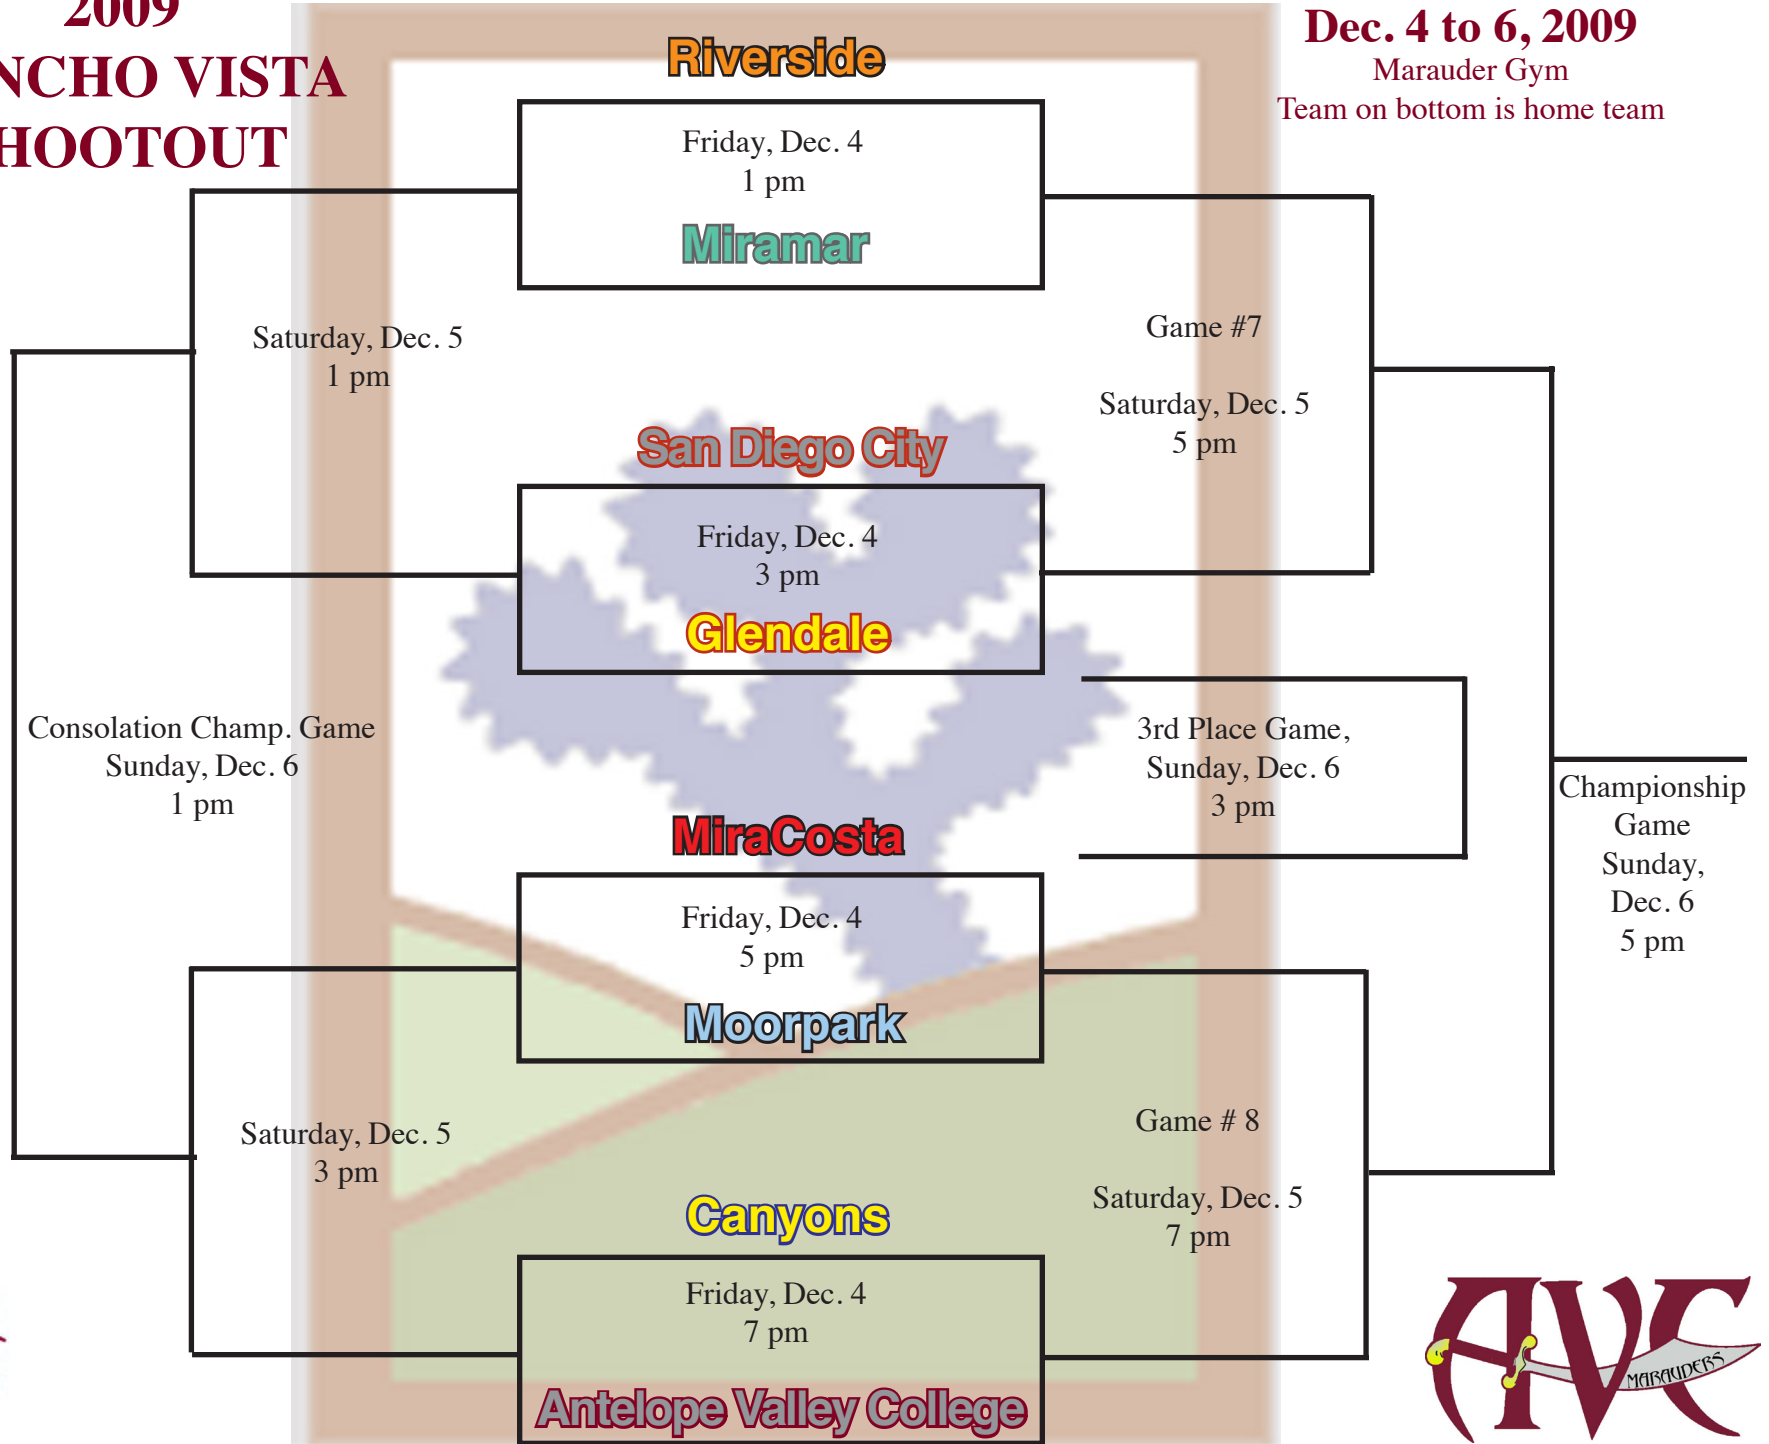 2009
NCHO VISTA
HOOTOUT
Dec. 4 to 6, 2009
Marauder Gym
Team on bottom is home team
Riverside
Friday, Dec. 4
1 pm
Miramar
Saturday, Dec. 5
1 pm
Game #7
Saturday, Dec. 5
5 pm
San Diego City
Friday, Dec. 4
3 pm
Glendale
Consolation Champ. Game
Sunday, Dec. 6
1 pm
3rd Place Game,
Sunday, Dec. 6
3 pm
Championship
Game
Sunday,
Dec. 6
5 pm
MiraCosta
Friday, Dec. 4
5 pm
Moorpark
Saturday, Dec. 5
3 pm
Game # 8
Saturday, Dec. 5
7 pm
Canyons
Friday, Dec. 4
7 pm
Antelope Valley College
AVC
MARAUDERS